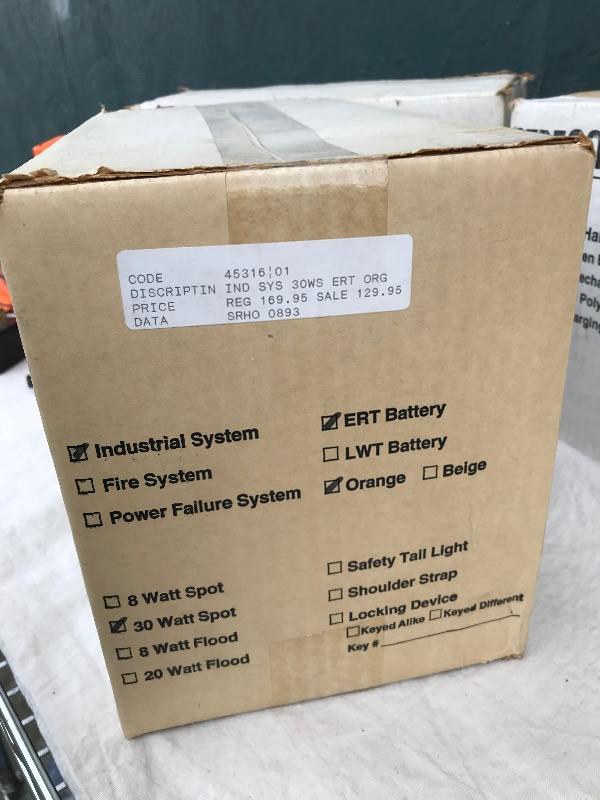 CODE 45316¦01
DISCRIPTIN IND SYS 30WS ERT ORG
PRICE REG 169.95 SALE 129.95
DATA SRHO 0893
Industrial System
Fire System
Power Failure System
ERT Battery
LWT Battery
Orange Beige
8 Watt Spot
30 Watt Spot
8 Watt Flood
20 Watt Flood
Safety Tail Light
Shoulder Strap
Locking Device
Keyed Alike Keyed Different
Key #